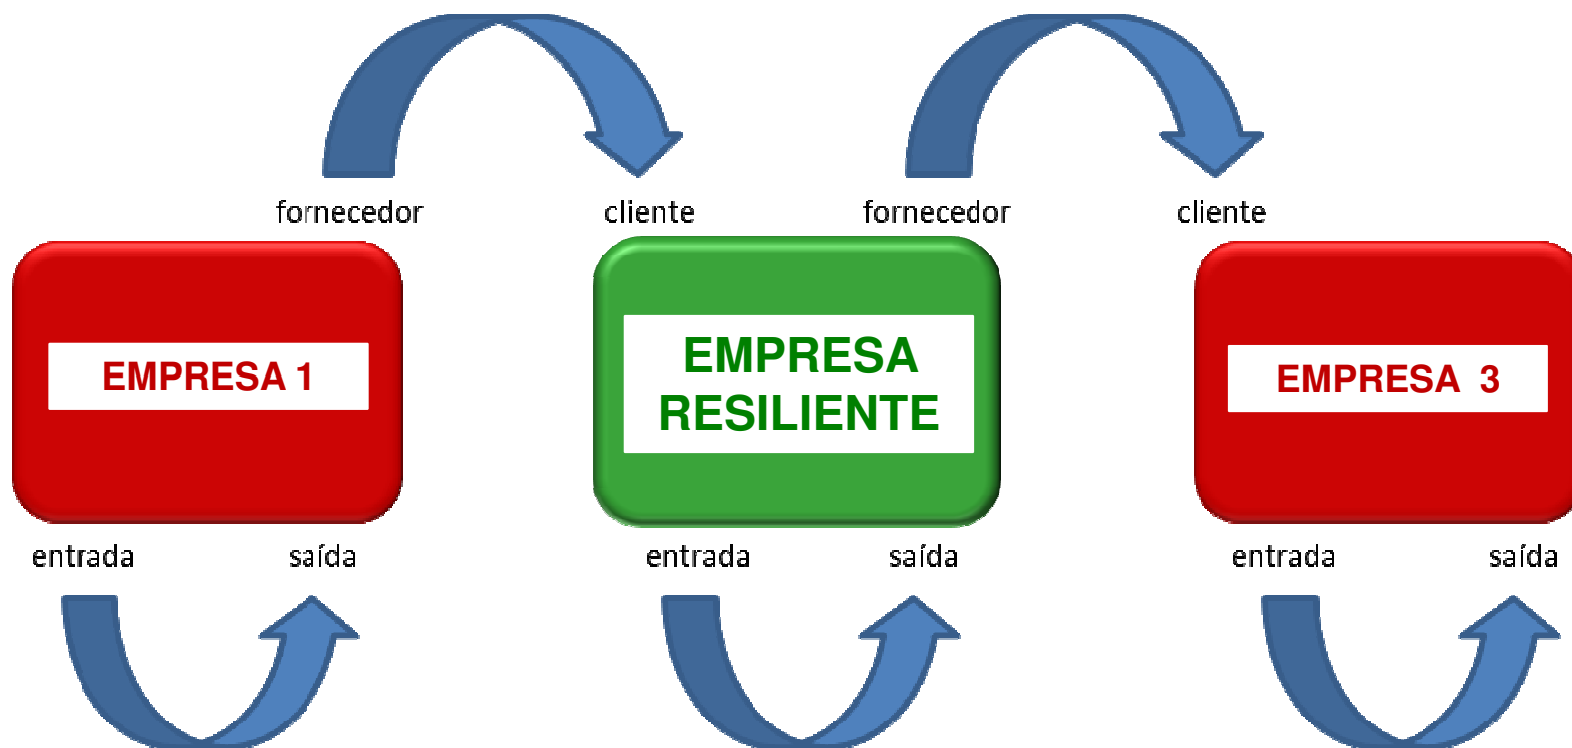 fornecedor
cliente
fornecedor
cliente
EMPRESA 1
EMPRESA
RESILIENTE
EMPRESA 3
entrada
saída
entrada
saída
entrada
saída